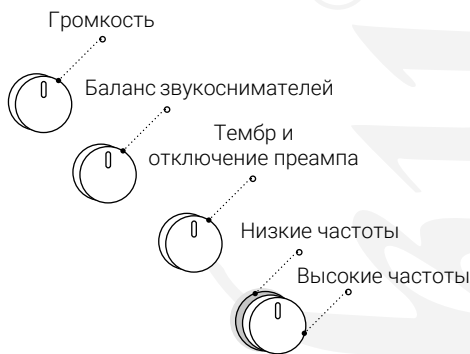 Громкость
Баланс звукоснимателей
Тембр и
отключение преампа
Низкие частоты
Высокие частоты